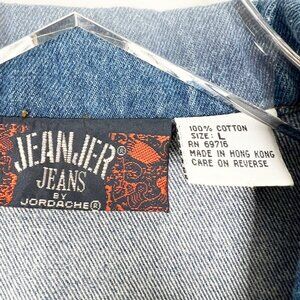 JEANJER®
JEANS
BY
JORDACHE®
100% COTTON
SIZE: L
RN 69716
MADE IN HONG KONG
CARE ON REVERSE